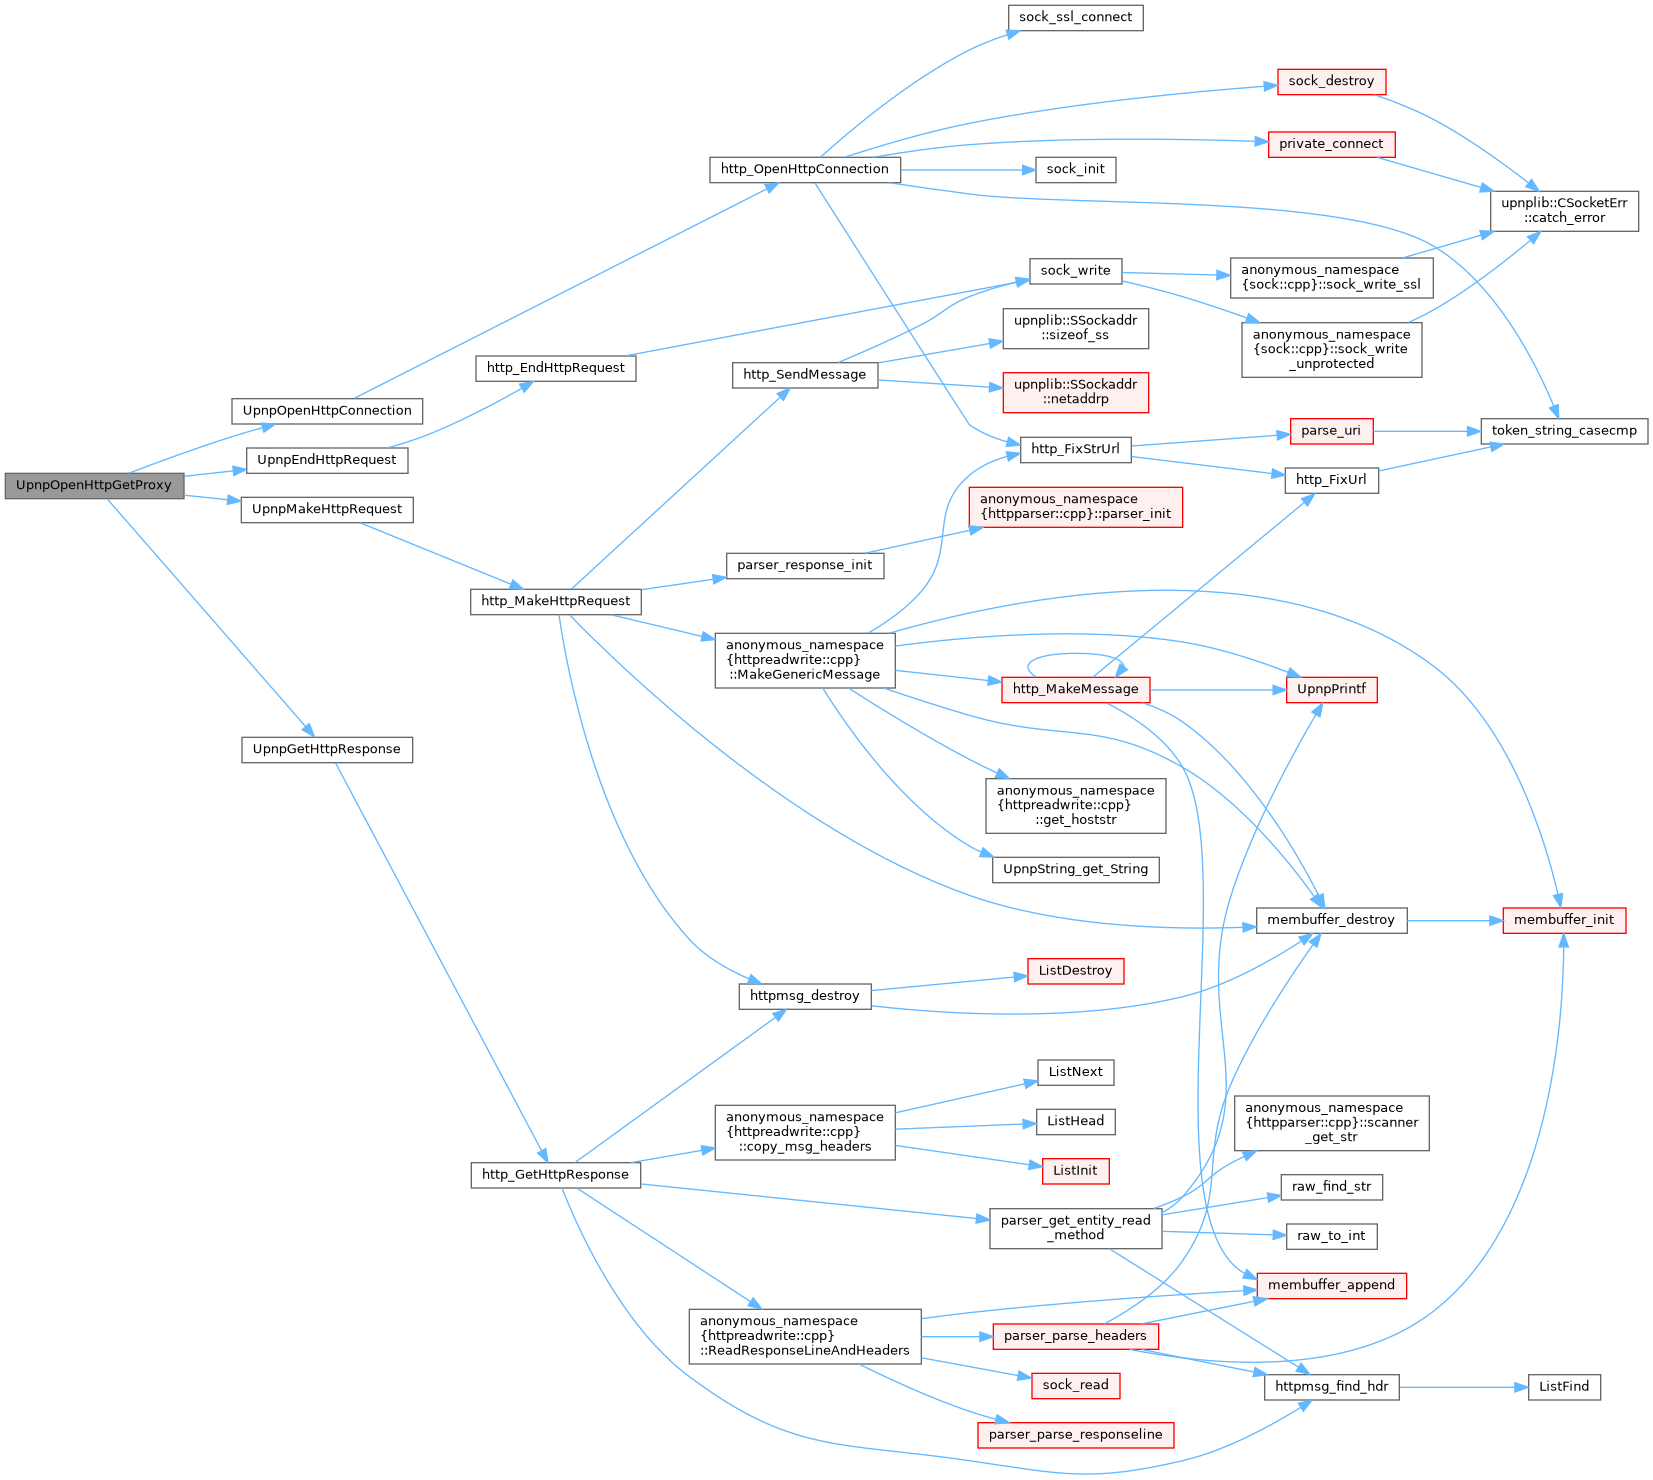 sock_ssl_connect
sock_destroy
private_connect
http_OpenHttpConnection
sock_init
upnplib::CSocketErr
::catch_error
sock_write
anonymous_namespace
{sock::cpp}::sock_write_ssl
upnplib::SSockaddr
::sizeof_ss
anonymous_namespace
{sock::cpp}::sock_write
_unprotected
http_EndHttpRequest
http_SendMessage
upnplib::SSockaddr
::netaddrp
UpnpOpenHttpConnection
parse_uri
token_string_casecmp
http_FixStrUrl
UpnpEndHttpRequest
http_FixUrl
UpnpOpenHttpGetProxy
UpnpMakeHttpRequest
anonymous_namespace
{httpparser::cpp}::parser_init
parser_response_init
http_MakeHttpRequest
anonymous_namespace
{httpreadwrite::cpp}
::MakeGenericMessage
http_MakeMessage
UpnpPrintf
UpnpGetHttpResponse
anonymous_namespace
{httpreadwrite::cpp}
::get_hoststr
UpnpString_get_String
membuffer_destroy
membuffer_init
ListDestroy
httpmsg_destroy
ListNext
ListHead
anonymous_namespace
{httpreadwrite::cpp}
::copy_msg_headers
anonymous_namespace
{httpparser::cpp}::scanner
_get_str
http_GetHttpResponse
ListInit
raw_find_str
parser_get_entity_read
_method
raw_to_int
membuffer_append
anonymous_namespace
{httpreadwrite::cpp}
::ReadResponseLineAndHeaders
parser_parse_headers
sock_read
httpmsg_find_hdr
ListFind
parser_parse_responseline